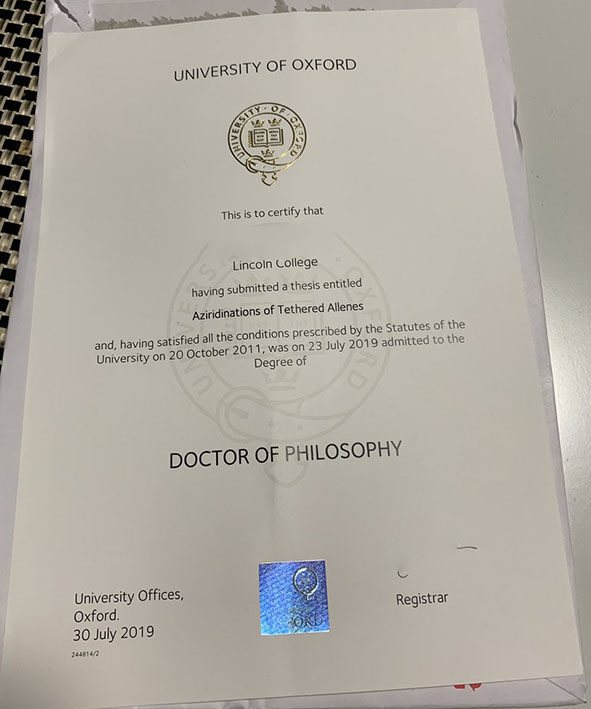 UNIVERSITY OF OXFORD
UNIVERSITY · OF · OXFORD
This is to certify that
Lincoln College
having submitted a thesis entitled
Aziridinations of Tethered Allenes
and, having satisfied all the conditions prescribed by the Statutes of the
University on 20 October 2011, was on 23 July 2019 admitted to the
Degree of
DOCTOR OF PHILOSOPHY
University Offices,
Oxford.
30 July 2019
244814/2
Registrar